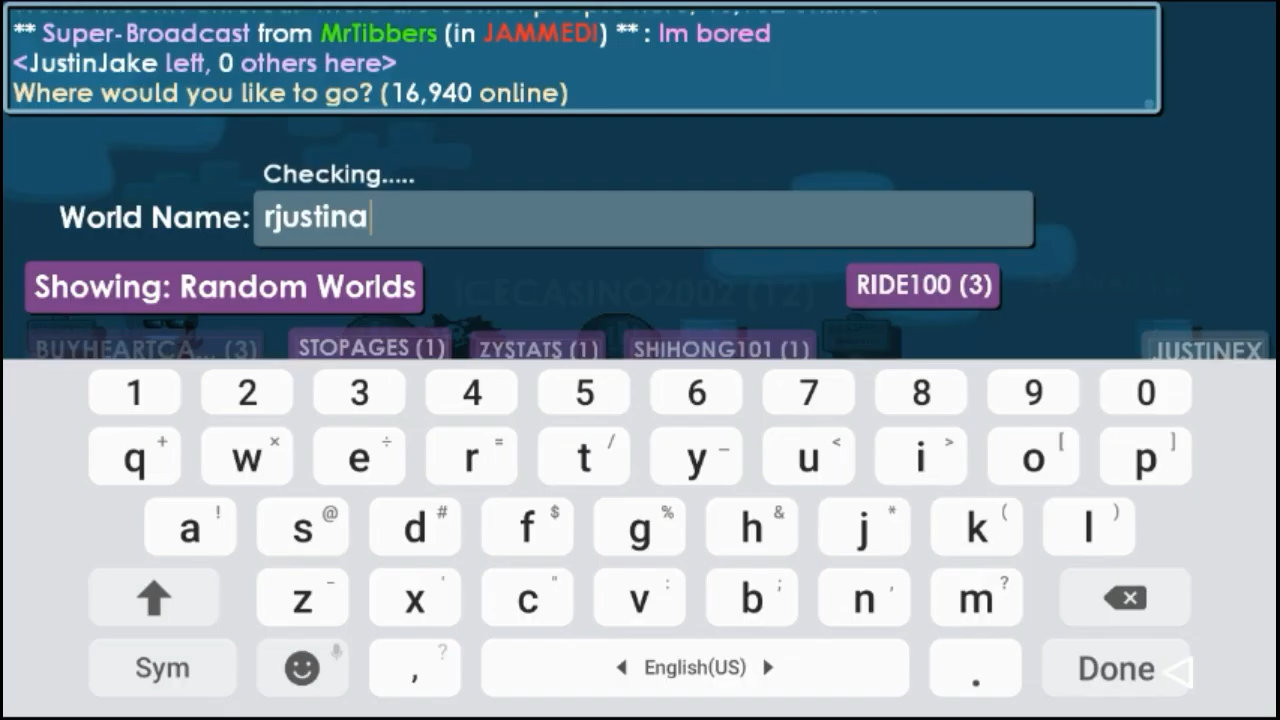 ** Super-Broadcast from MrTibbers (in JAMMED!) ** : Im bored
<JustinJake left, 0 others here>
Where would you like to go? (16,940 online)
Checking.....
World Name: rjustina
Showing: Random Worlds
ICECASINO2002 (12)
RIDE100 (3)
BUYHEARTCA... (3)
STOPAGES (1)
ZYSTATS (1)
SHIHONG101 (1)
JUSTINEX
1 2 3 4 5 6 7 8 9 0
q + w × e ÷ r = t / y _ u < i > o [ p ]
a ! s @ d # f $ g % h & j * k ( l )
z - x ' c " v : b ; n , m ?
Sym , ? English(US) . Done